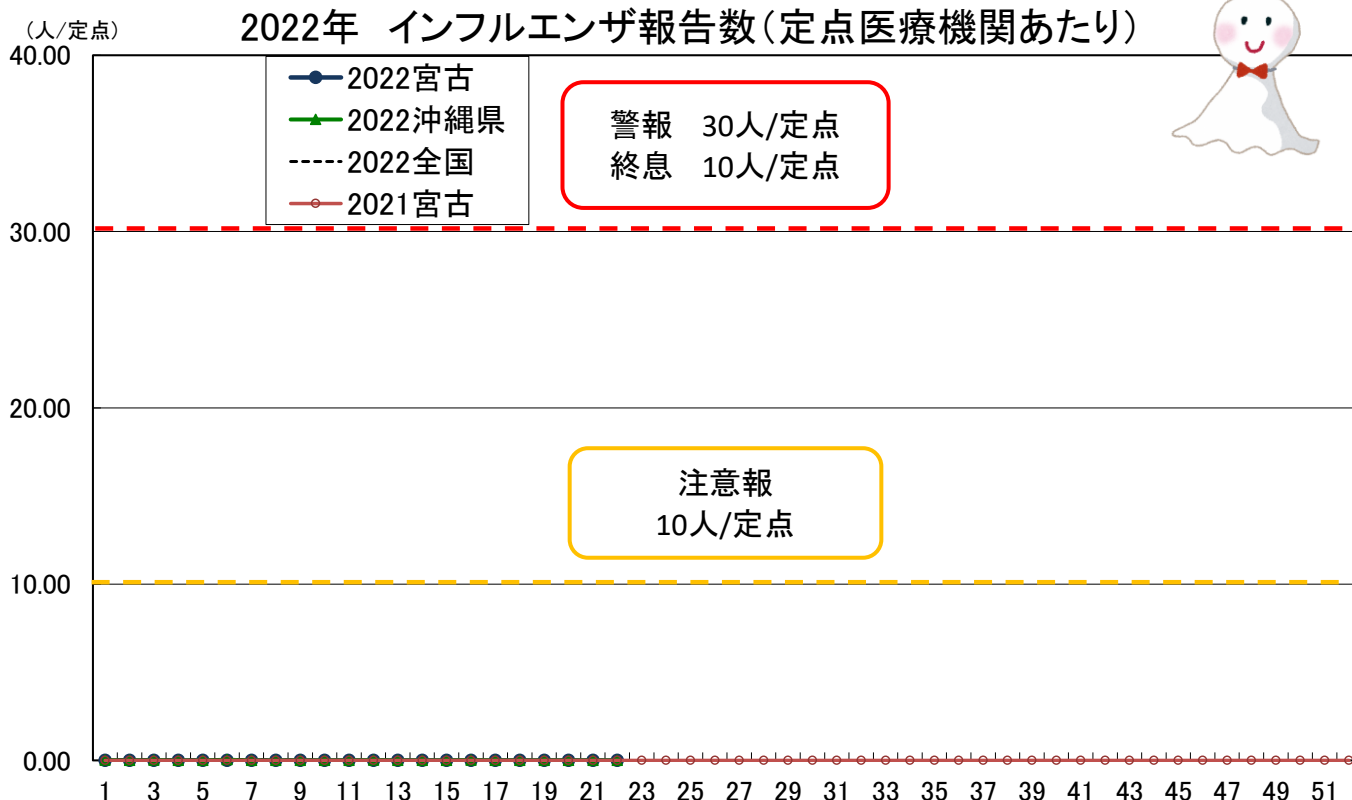 2022年　インフルエンザ報告数（定点医療機関あたり）
（人/定点）
40.00
30.00
20.00
10.00
0.00
2022宮古
2022沖縄県
2022全国
2021宮古
警報　30人/定点
終息　10人/定点
注意報
10人/定点
1 3 5 7 9 11 13 15 17 19 21 23 25 27 29 31 33 35 37 39 41 43 45 47 49 51